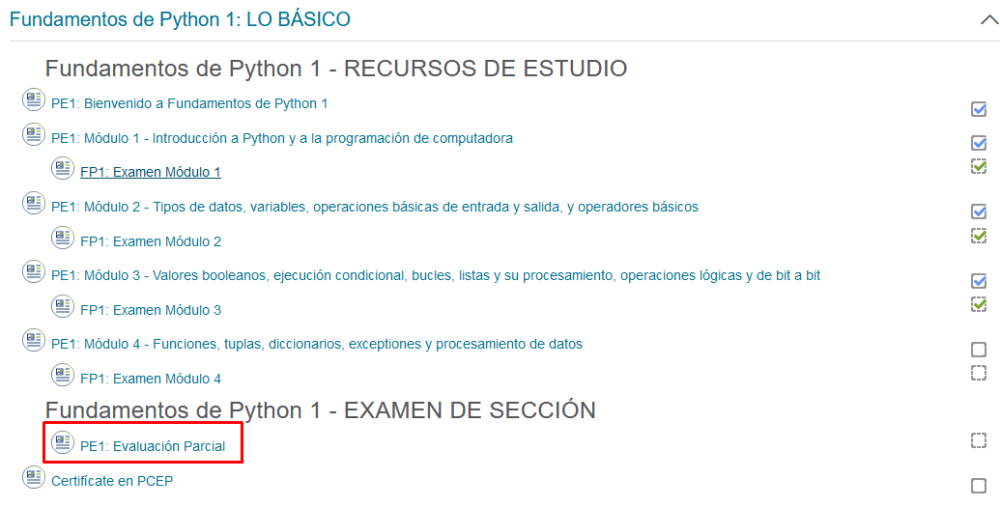 Fundamentos de Python 1: LO BÁSICO
Fundamentos de Python 1 - RECURSOS DE ESTUDIO
PE1: Bienvenido a Fundamentos de Python 1
PE1: Módulo 1 - Introducción a Python y a la programación de computadora
FP1: Examen Módulo 1
PE1: Módulo 2 - Tipos de datos, variables, operaciones básicas de entrada y salida, y operadores básicos
FP1: Examen Módulo 2
PE1: Módulo 3 - Valores booleanos, ejecución condicional, bucles, listas y su procesamiento, operaciones lógicas y de bit a bit
FP1: Examen Módulo 3
PE1: Módulo 4 - Funciones, tuplas, diccionarios, exceptiones y procesamiento de datos
FP1: Examen Módulo 4
Fundamentos de Python 1 - EXAMEN DE SECCIÓN
PE1: Evaluación Parcial
Certifícate en PCEP